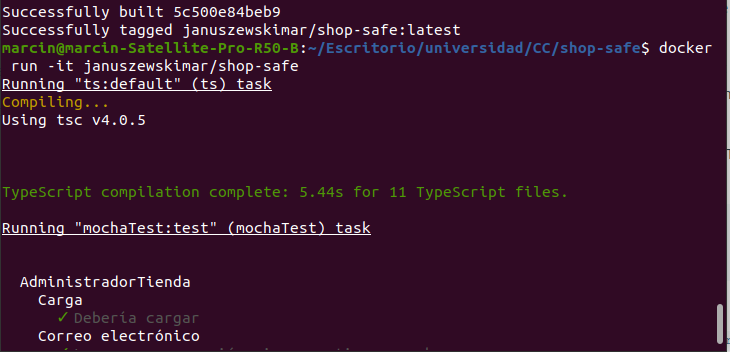 Successfully built 5c500e84beb9
Successfully tagged januszewskimar/shop-safe:latest
marcin@marcin-Satellite-Pro-R50-B:~/Escritorio/universidad/CC/shop-safe$ docker
run -it januszewskimar/shop-safe
Running "ts:default" (ts) task
Compiling...
Using tsc v4.0.5
TypeScript compilation complete: 5.44s for 11 TypeScript files.
Running "mochaTest:test" (mochaTest) task
AdministradorTienda
Carga
✓ Debería cargar
Correo electrónico